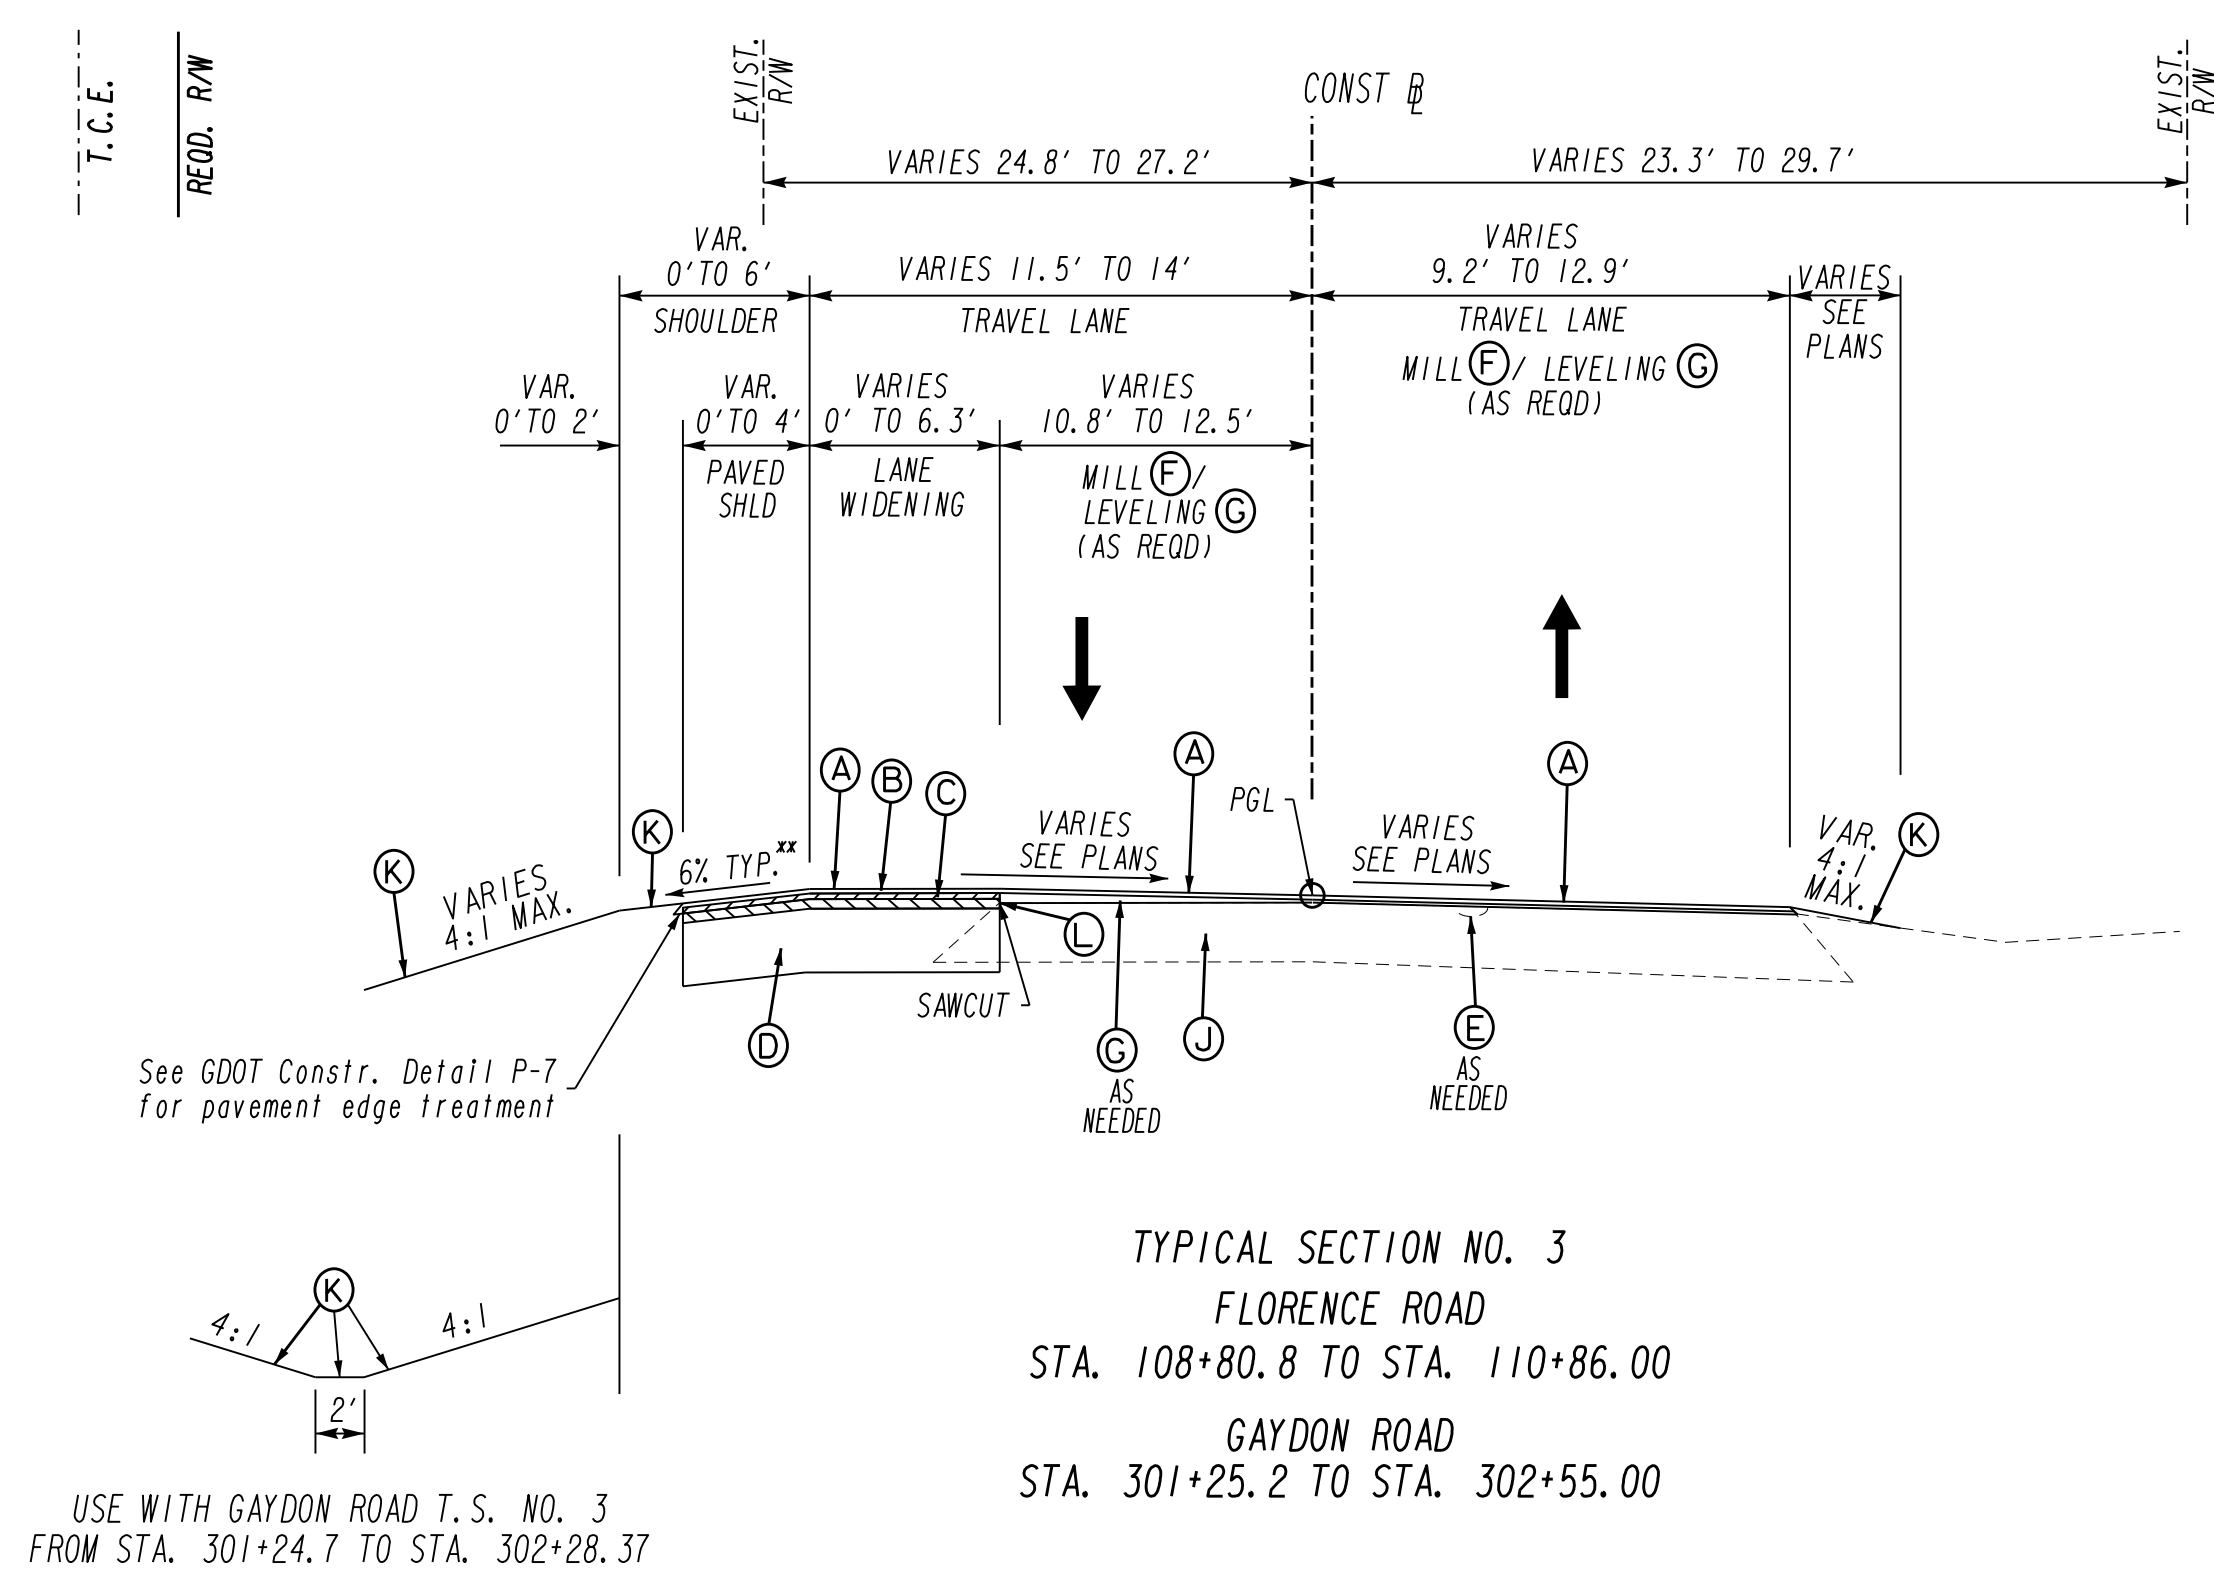 T.C.E.
REQD. R/W
EXIST.
R/W
CONST BL
EXIST.
R/W
VARIES 24.8' TO 27.2'
VARIES 23.3' TO 29.7'
VAR.
0'TO 6'
SHOULDER
VARIES 11.5' TO 14'
TRAVEL LANE
VARIES
9.2' TO 12.9'
TRAVEL LANE
MILL F / LEVELING G
(AS REQD)
VARIES
SEE
PLANS
VAR.
0'TO 2'
VAR.
0'TO 4'
PAVED
SHLD
VARIES
0' TO 6.3'
LANE
WIDENING
VARIES
10.8' TO 12.5'
MILL F /
LEVELING G
(AS REQD)
A
B
C
A
A
K
K
K
PGL
VARIES
4:1 MAX.
6% TYP.**
VARIES
SEE PLANS
VARIES
SEE PLANS
VAR.
4:1
MAX.
L
SAWCUT
D
G
AS
NEEDED
J
E
AS
NEEDED
See GDOT Constr. Detail P-7
for pavement edge treatment
K
4:1
4:1
2'
USE WITH GAYDON ROAD T.S. NO. 3
FROM STA. 301+24.7 TO STA. 302+28.37
TYPICAL SECTION NO. 3
FLORENCE ROAD
STA. 108+80.8 TO STA. 110+86.00
GAYDON ROAD
STA. 301+25.2 TO STA. 302+55.00